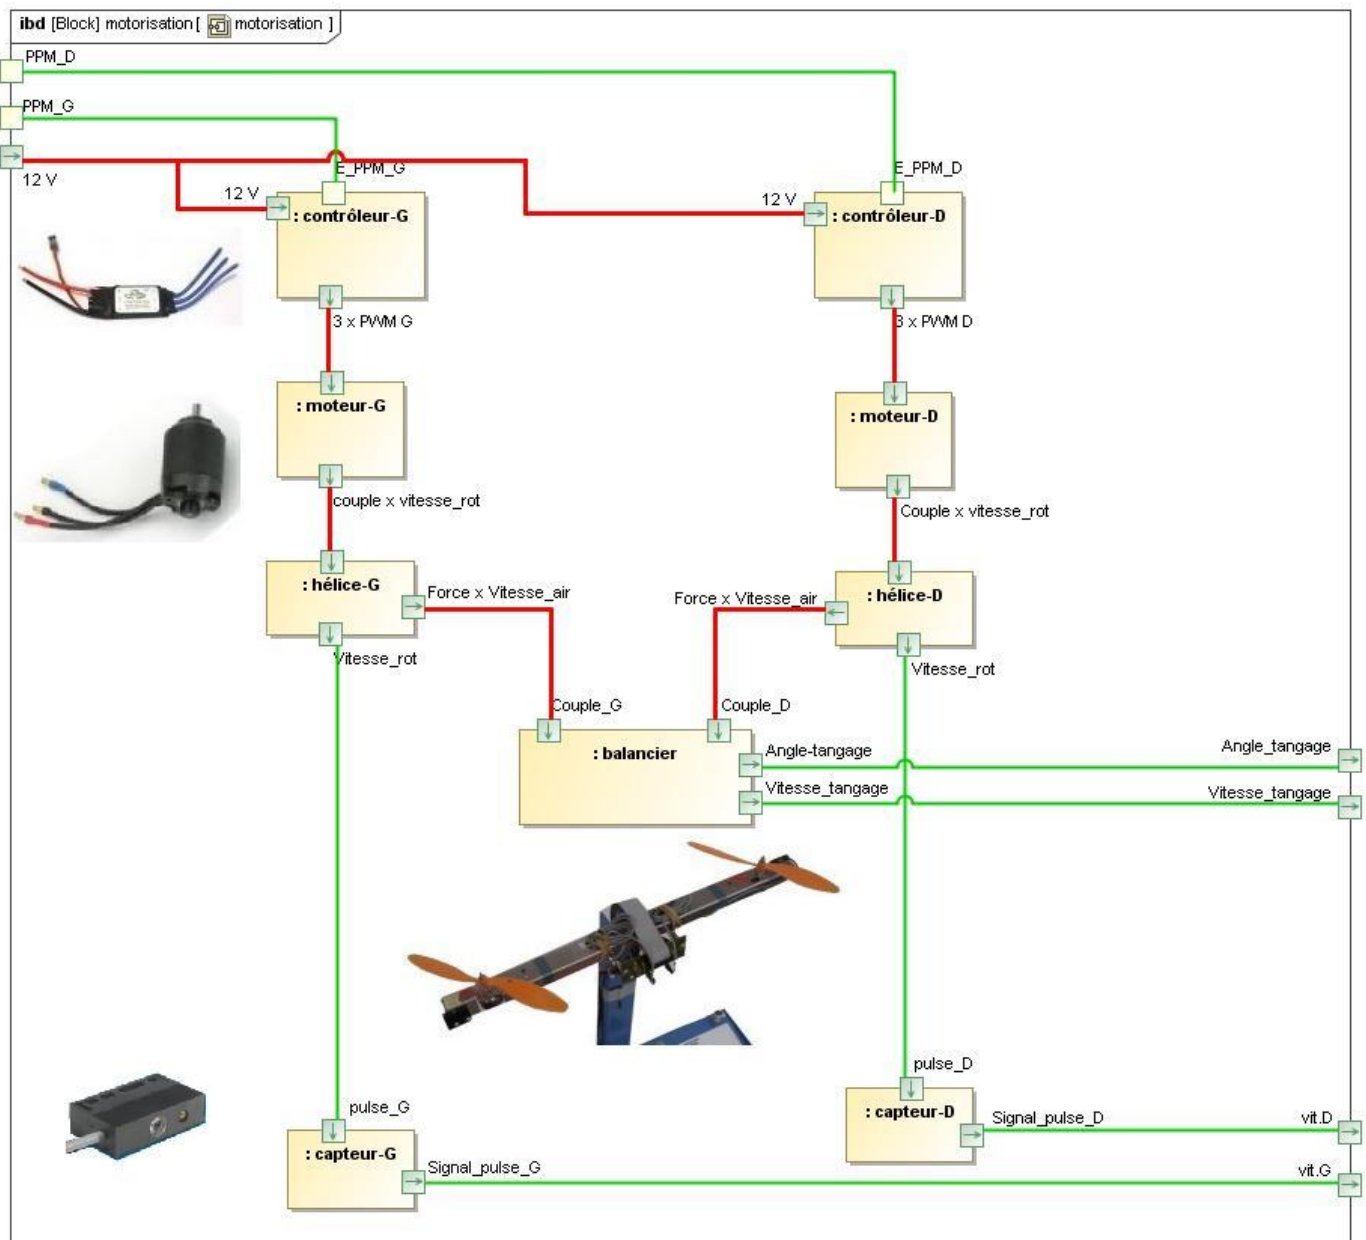 ibd [Block] motorisation [ motorisation ]
PPM_D
PPM_G
12 V
E_PPM_G
E_PPM_D
12 V
12 V
: contrôleur-G
: contrôleur-D
3 x PWM G
3 x PWM D
: moteur-G
: moteur-D
couple x vitesse_rot
Couple x vitesse_rot
: hélice-G
: hélice-D
Force x Vitesse_air
Force x Vitesse_air
Vitesse_rot
Vitesse_rot
Couple_G
Couple_D
: balancier
Angle-tangage
Angle_tangage
Vitesse_tangage
Vitesse_tangage
pulse_D
pulse_G
: capteur-D
Signal_pulse_D
vit.D
: capteur-G
Signal_pulse_G
vit.G